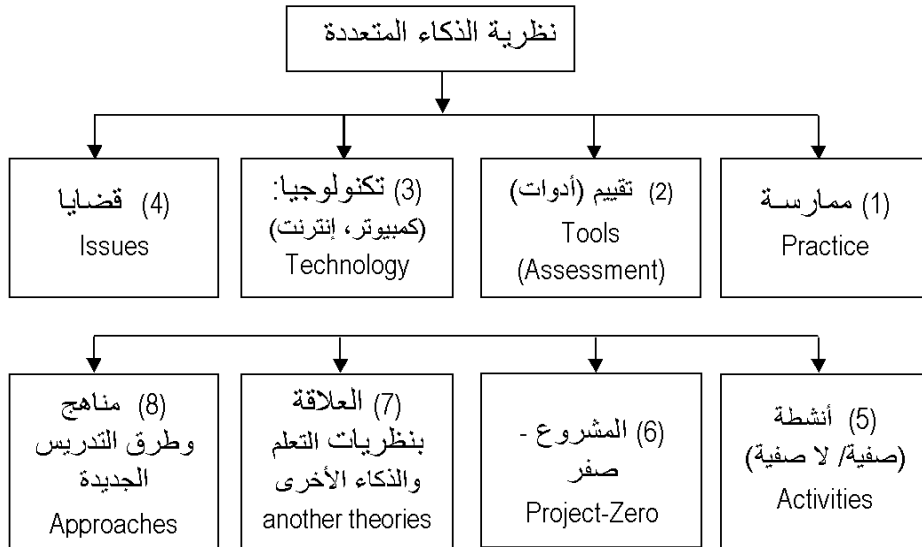 نظرية الذكاء المتعددة
(1) ممارسة
Practice
(2) تقييم (أدوات)
Tools
(Assessment)
(3) تكنولوجيا:
(كمبيوتر، إنترنت)
Technology
(4) قضايا
Issues
(5) أنشطة
(صفية/ لا صفية)
Activities
(6) المشروع -
صفر
Project-Zero
(7) العلاقة
بنظريات التعلم
والذكاء الأخرى
another theories
(8) مناهج
وطرق التدريس
الجديدة
Approaches